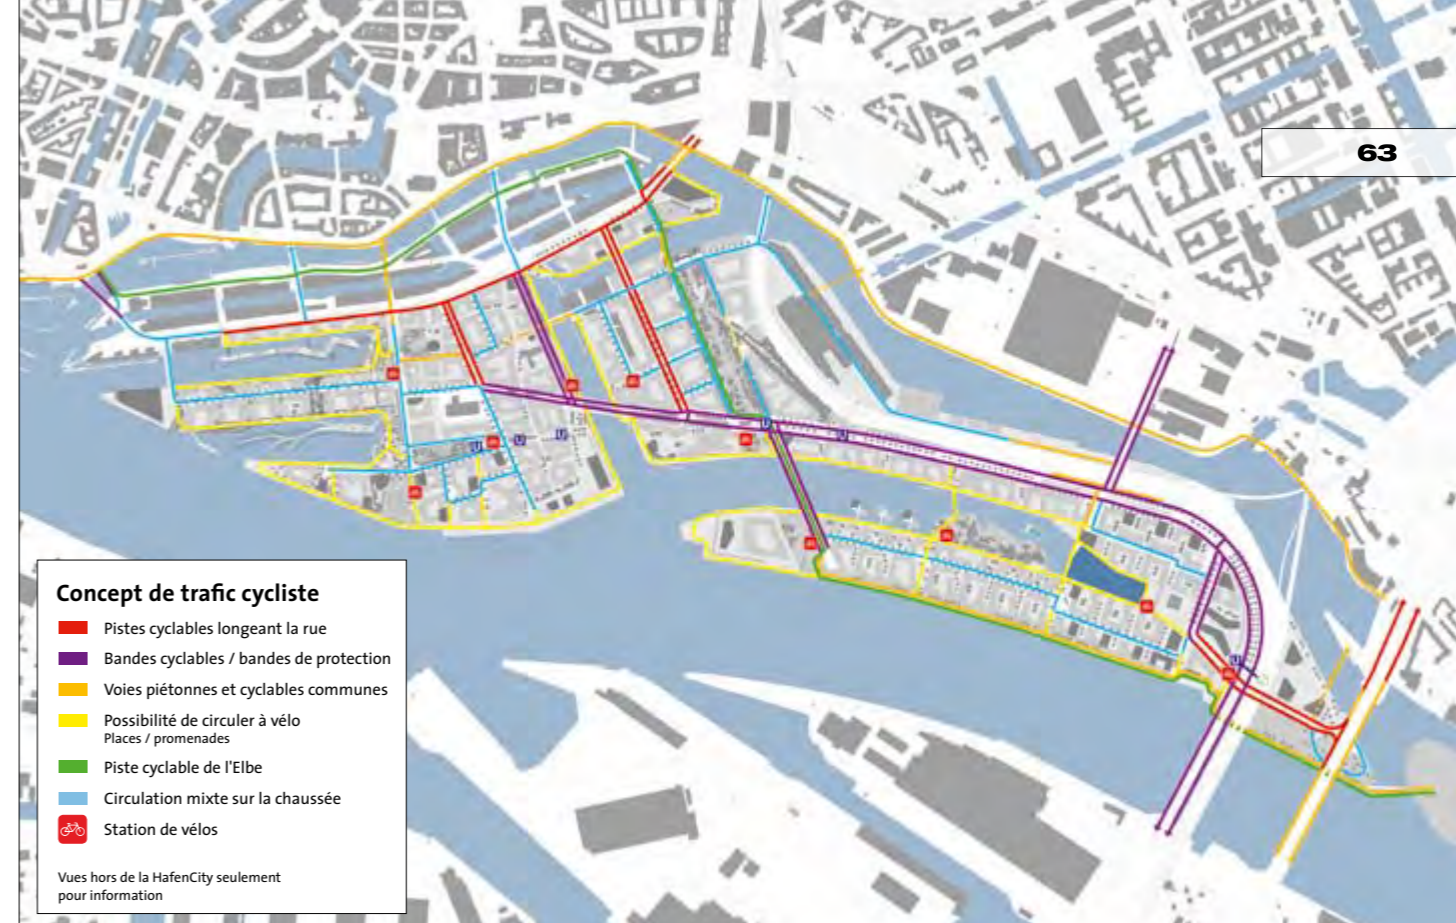 63
Concept de trafic cycliste
Pistes cyclables longeant la rue
Bandes cyclables / bandes de protection
Voies piétonnes et cyclables communes
Possibilité de circuler à vélo
Places / promenades
Piste cyclable de l'Elbe
Circulation mixte sur la chaussée
Station de vélos
Vues hors de la HafenCity seulement
pour information
U
U
U
U
U
U